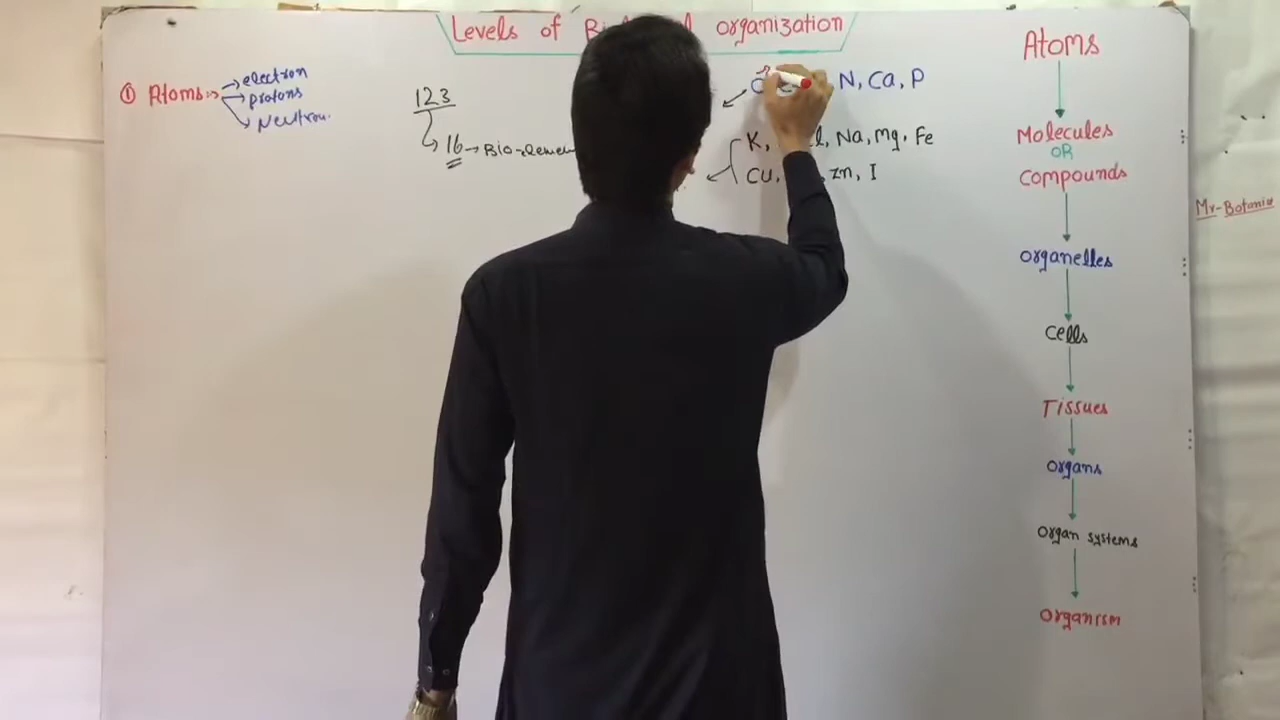 Levels of organization
① Atoms
electron
protons
Neutron
123
16 → Bio-elemen
N, Ca, P
K, Na, Mg, Fe
Cu, zn, I
Atoms
Molecules
OR
Compounds
organelles
cells
Tissues
organs
organ systems
organism
Mr-Botanis